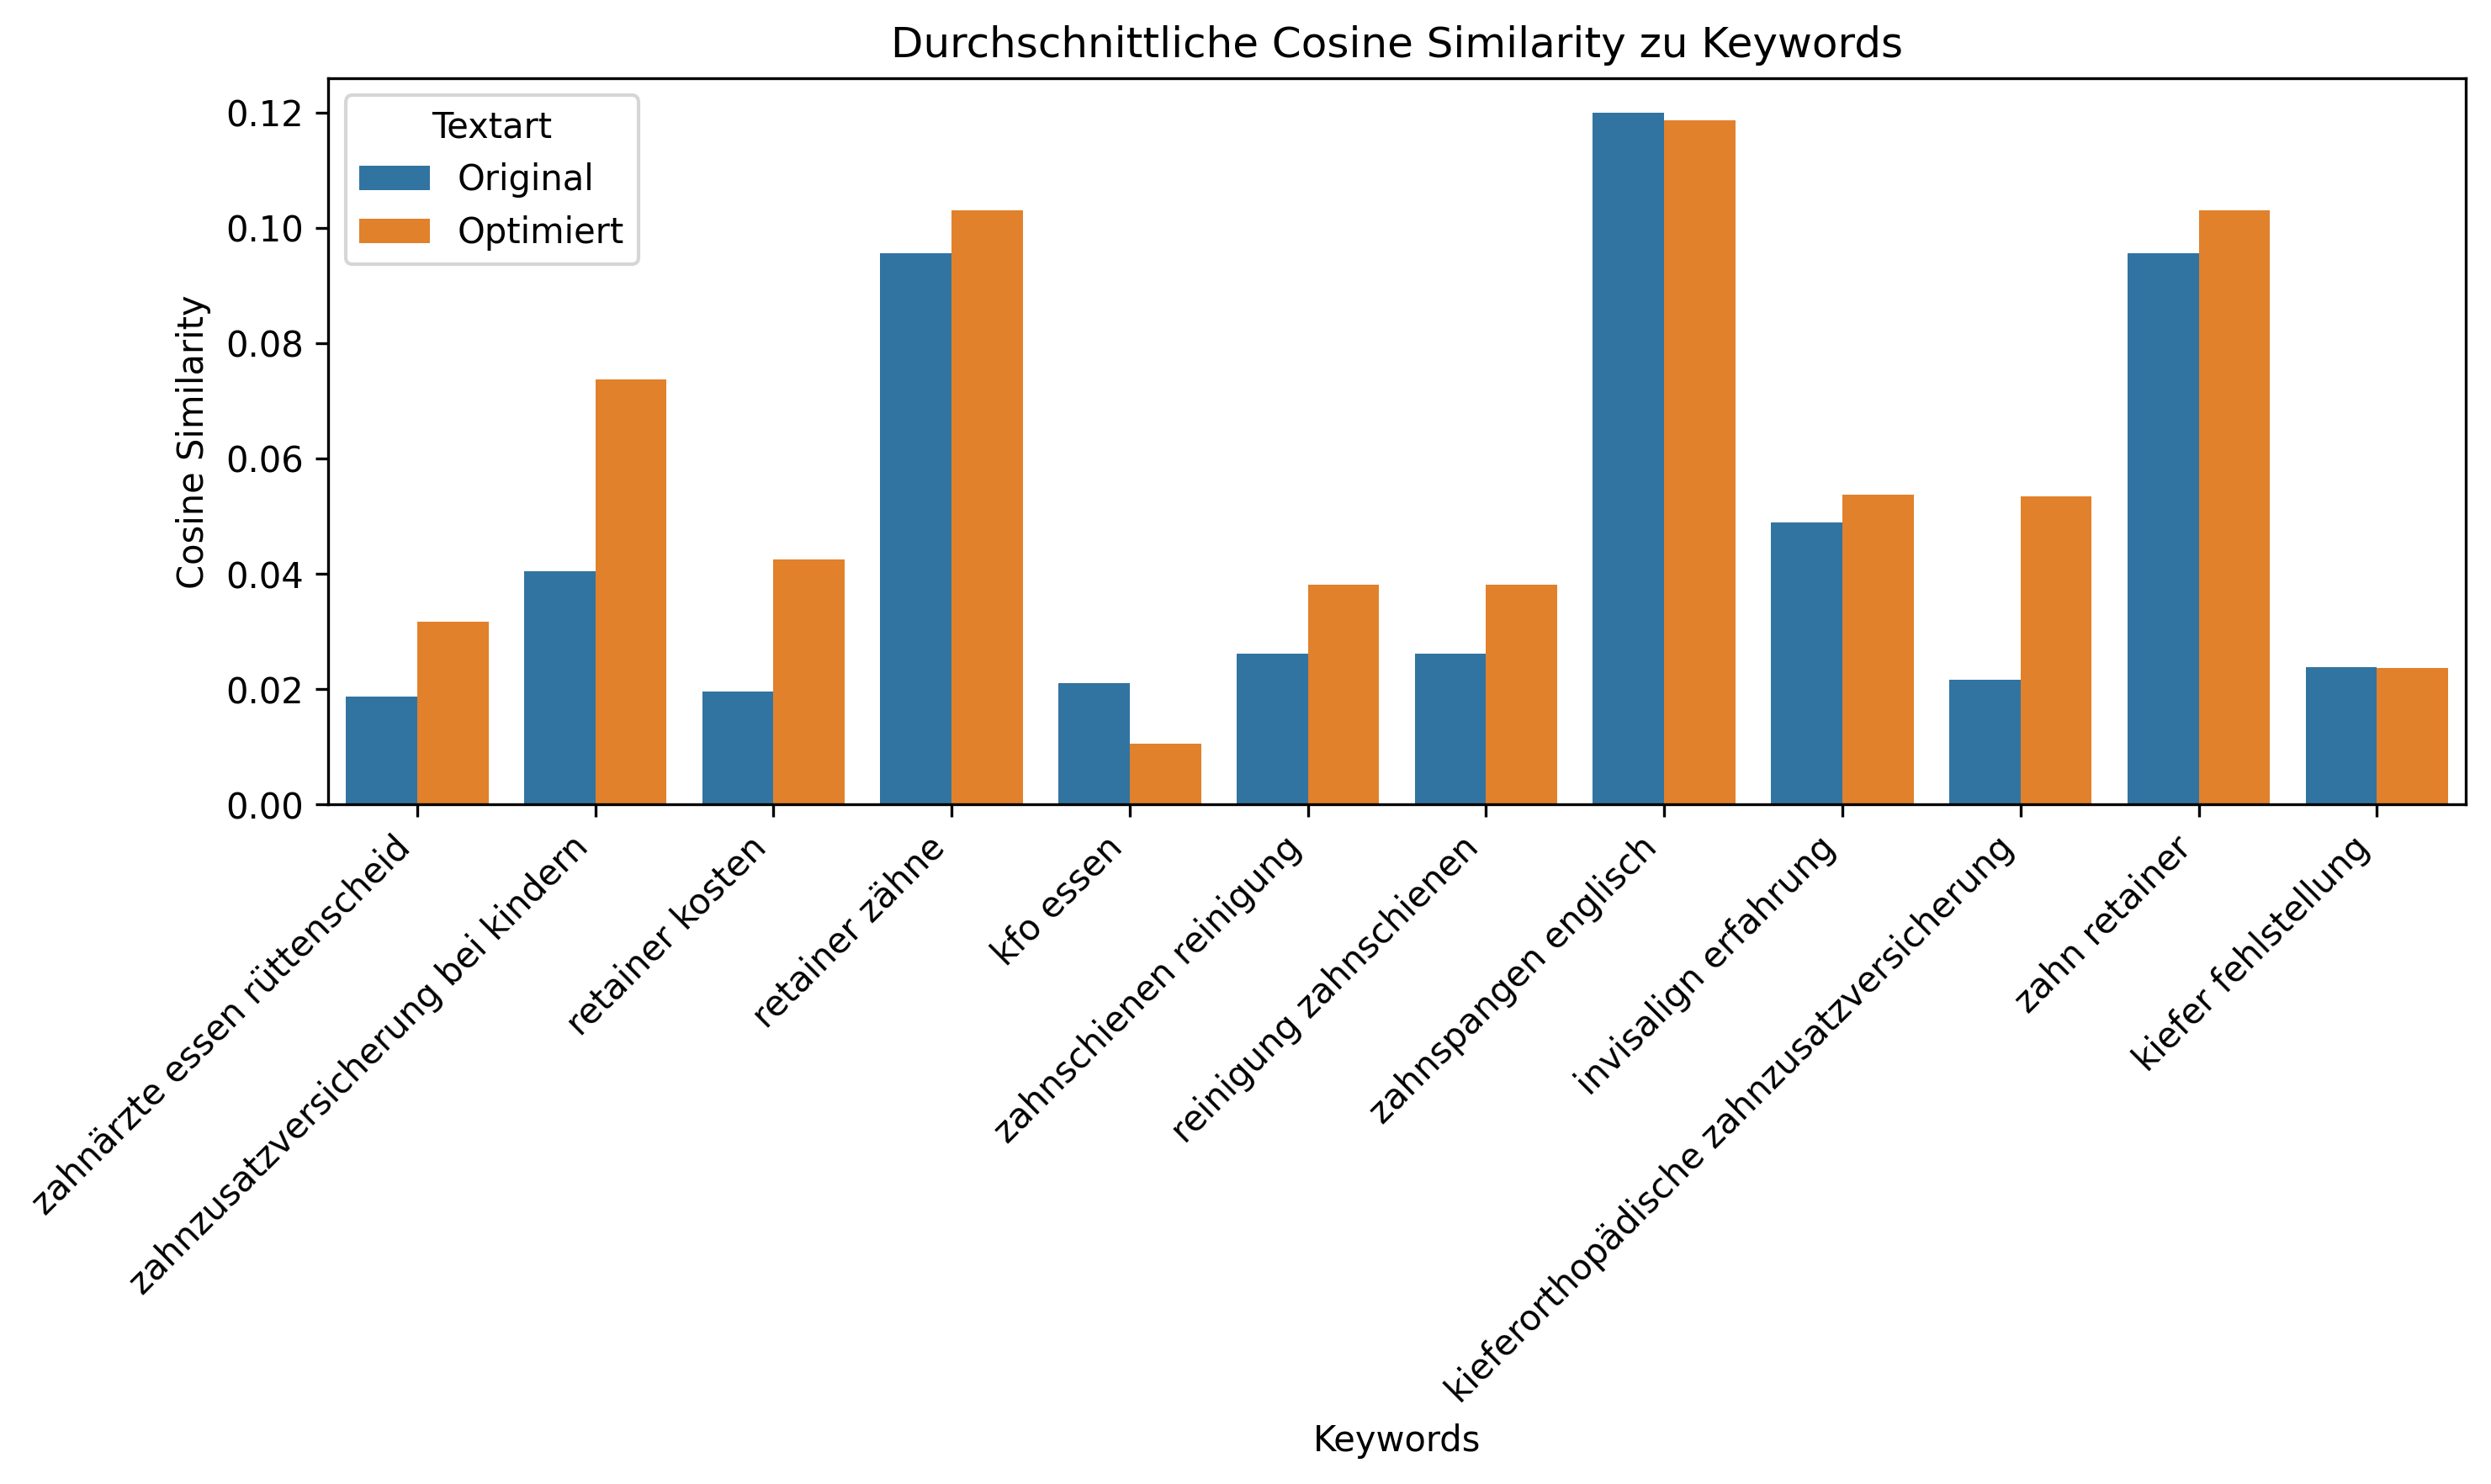 Durchschnittliche Cosine Similarity zu Keywords
Textart
Original
Optimiert
Cosine Similarity
0.12
0.10
0.08
0.06
0.04
0.02
0.00
zahnärzte essen rüttenscheid
zahnzusatzversicherung bei kindern
retainer kosten
retainer zähne
kfo essen
zahnschienen reinigung
reinigung zahnschienen
zahnspangen englisch
invisalign erfahrung
kieferorthopädische zahnzusatzversicherung
zahn retainer
kiefer fehlstellung
Keywords